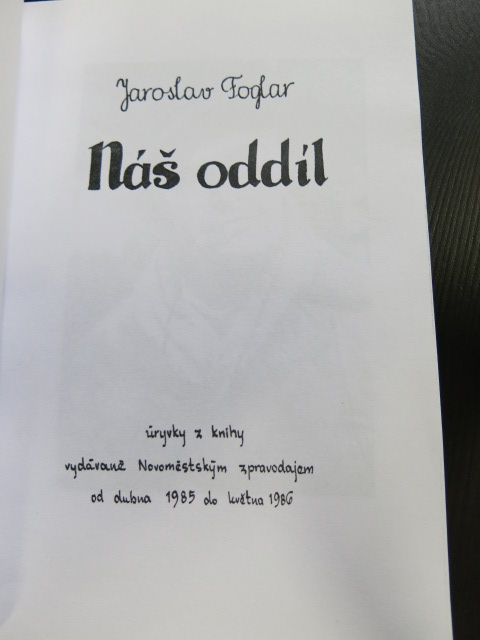 Jaroslav Foglar
Náš oddíl
úryvky z knihy
vydávané Novoměstským zpravodajem
od dubna 1985 do května 1986